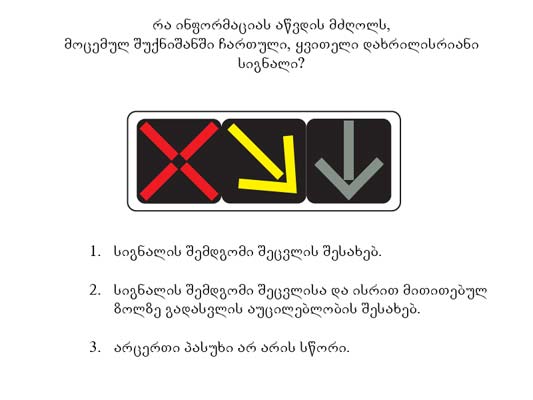 რა ინფორმაციას აწვდის მძღოლს,
მოცემულ შუქნიშანში ჩართული, ყვითელი დახრილისრიანი
სიგნალი?
1. სიგნალის შემდგომი შეცვლის შესახებ.
2. სიგნალის შემდგომი შეცვლისა და ისრით მითითებულ
ზოლზე გადასვლის აუცილებლობის შესახებ.
3. არცერთი პასუხი არ არის სწორი.